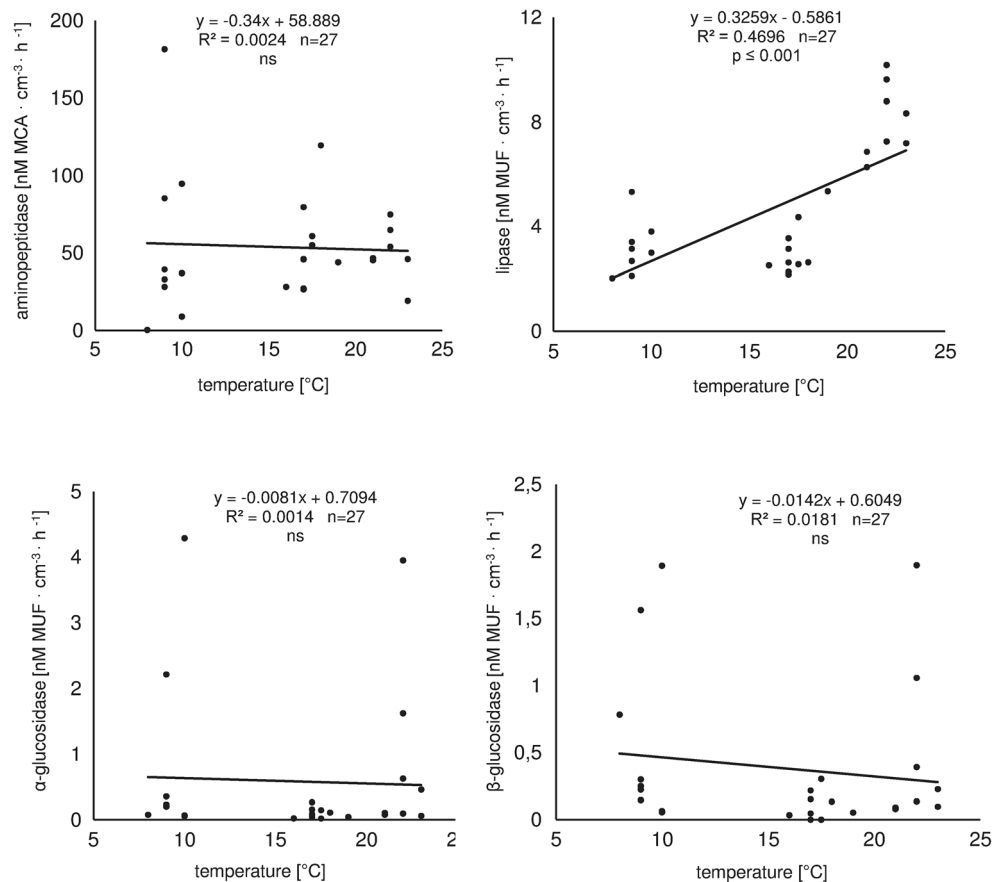 y = -0.34x + 58.889
R² = 0.0024 n=27
ns
aminopeptidase [nM MCA · cm⁻³ · h⁻¹]
200
150
100
50
0
5
10
15
20
25
temperature [°C]
y = 0.3259x - 0.5861
R² = 0.4696 n=27
p ≤ 0.001
lipase [nM MUF · cm⁻³ · h⁻¹]
12
8
4
0
5
10
15
20
25
temperature [°C]
y = -0.0081x + 0.7094
R² = 0.0014 n=27
ns
α-glucosidase [nM MUF · cm⁻³ · h⁻¹]
5
4
3
2
1
0
5
10
15
20
2
temperature [°C]
y = -0.0142x + 0.6049
R² = 0.0181 n=27
ns
β-glucosidase [nM MUF · cm⁻³ · h⁻¹]
2,5
2
1,5
1
0,5
0
5
10
15
20
25
temperature [°C]